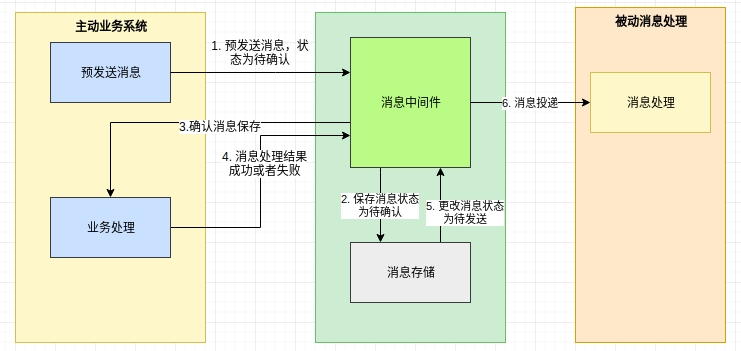 主动业务系统
被动消息处理
预发送消息
1. 预发送消息，状
态为待确认
消息中间件
6. 消息投递
消息处理
3.确认消息保存
4. 消息处理结果
成功或者失败
2. 保存消息状态
为待确认
5. 更改消息状态
为待发送
业务处理
消息存储